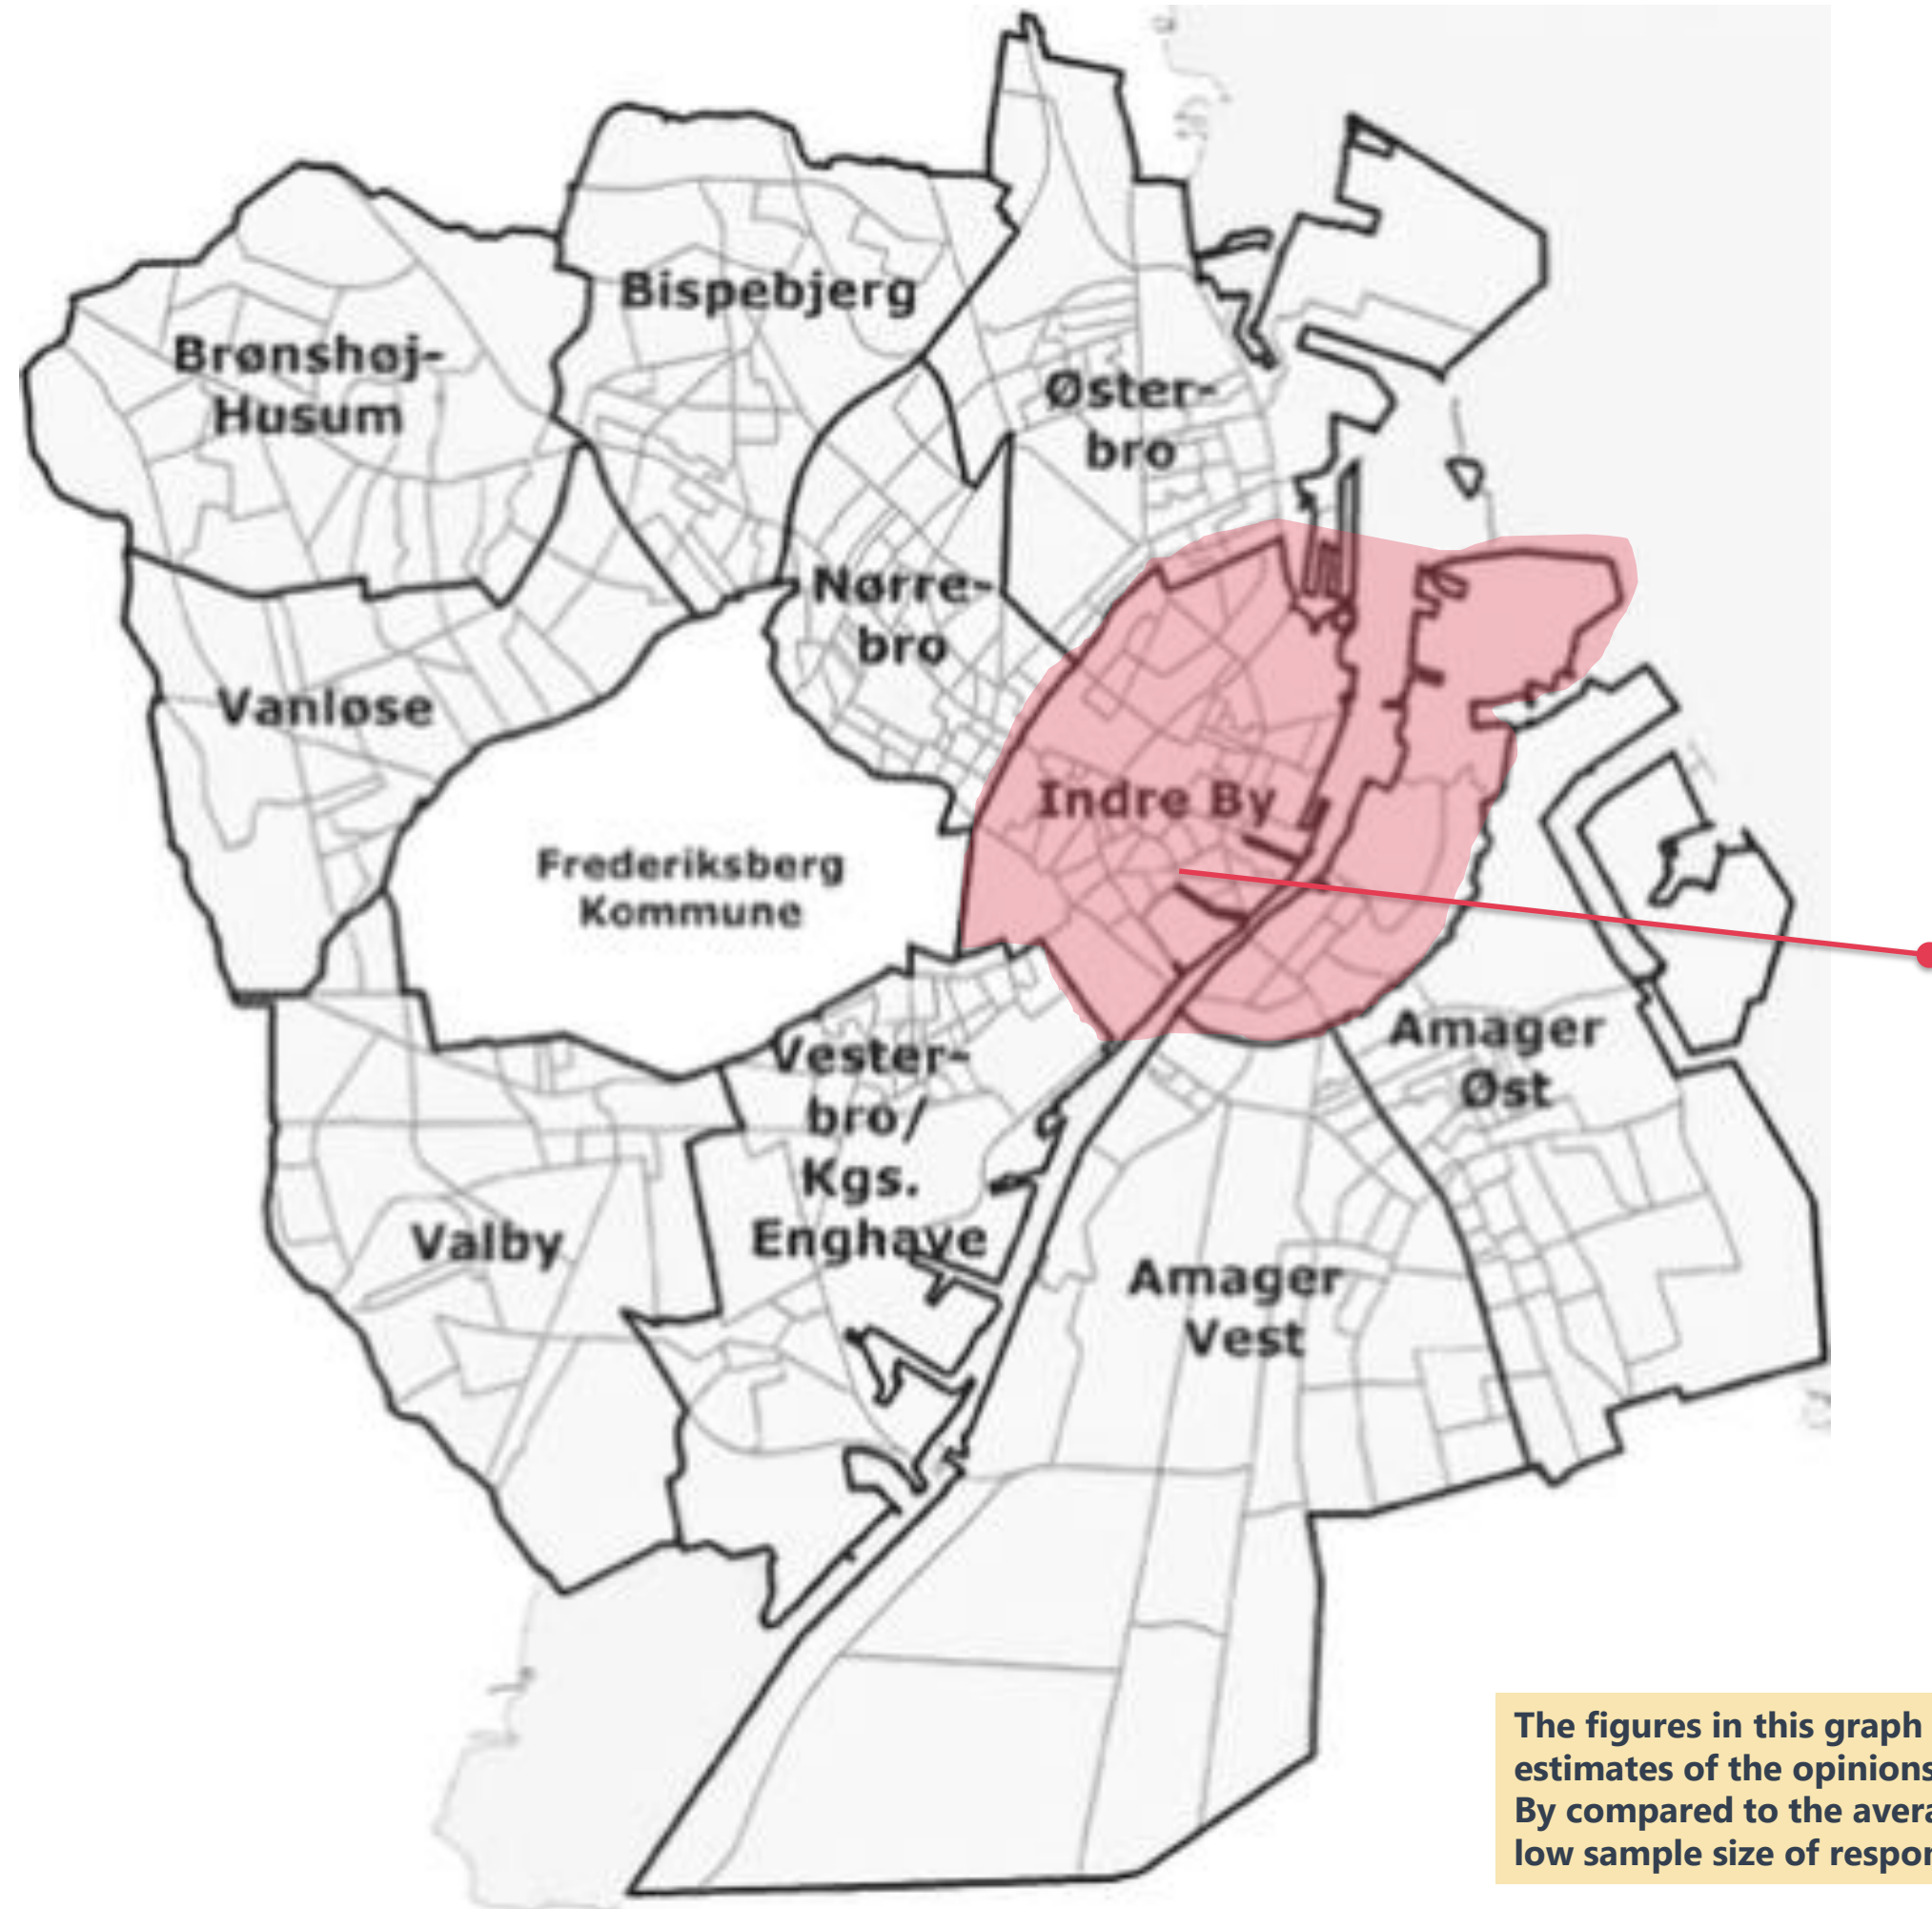 Bispebjerg
Brønshøj-
Husum
Øster-
bro
Nørre-
bro
Vanløse
Indre By
Frederiksberg
Kommune
Amager
Øst
Vester-
bro/
Kgs.
Enghave
Valby
Amager
Vest
The figures in this graph
estimates of the opinions
By compared to the avera
low sample size of respon